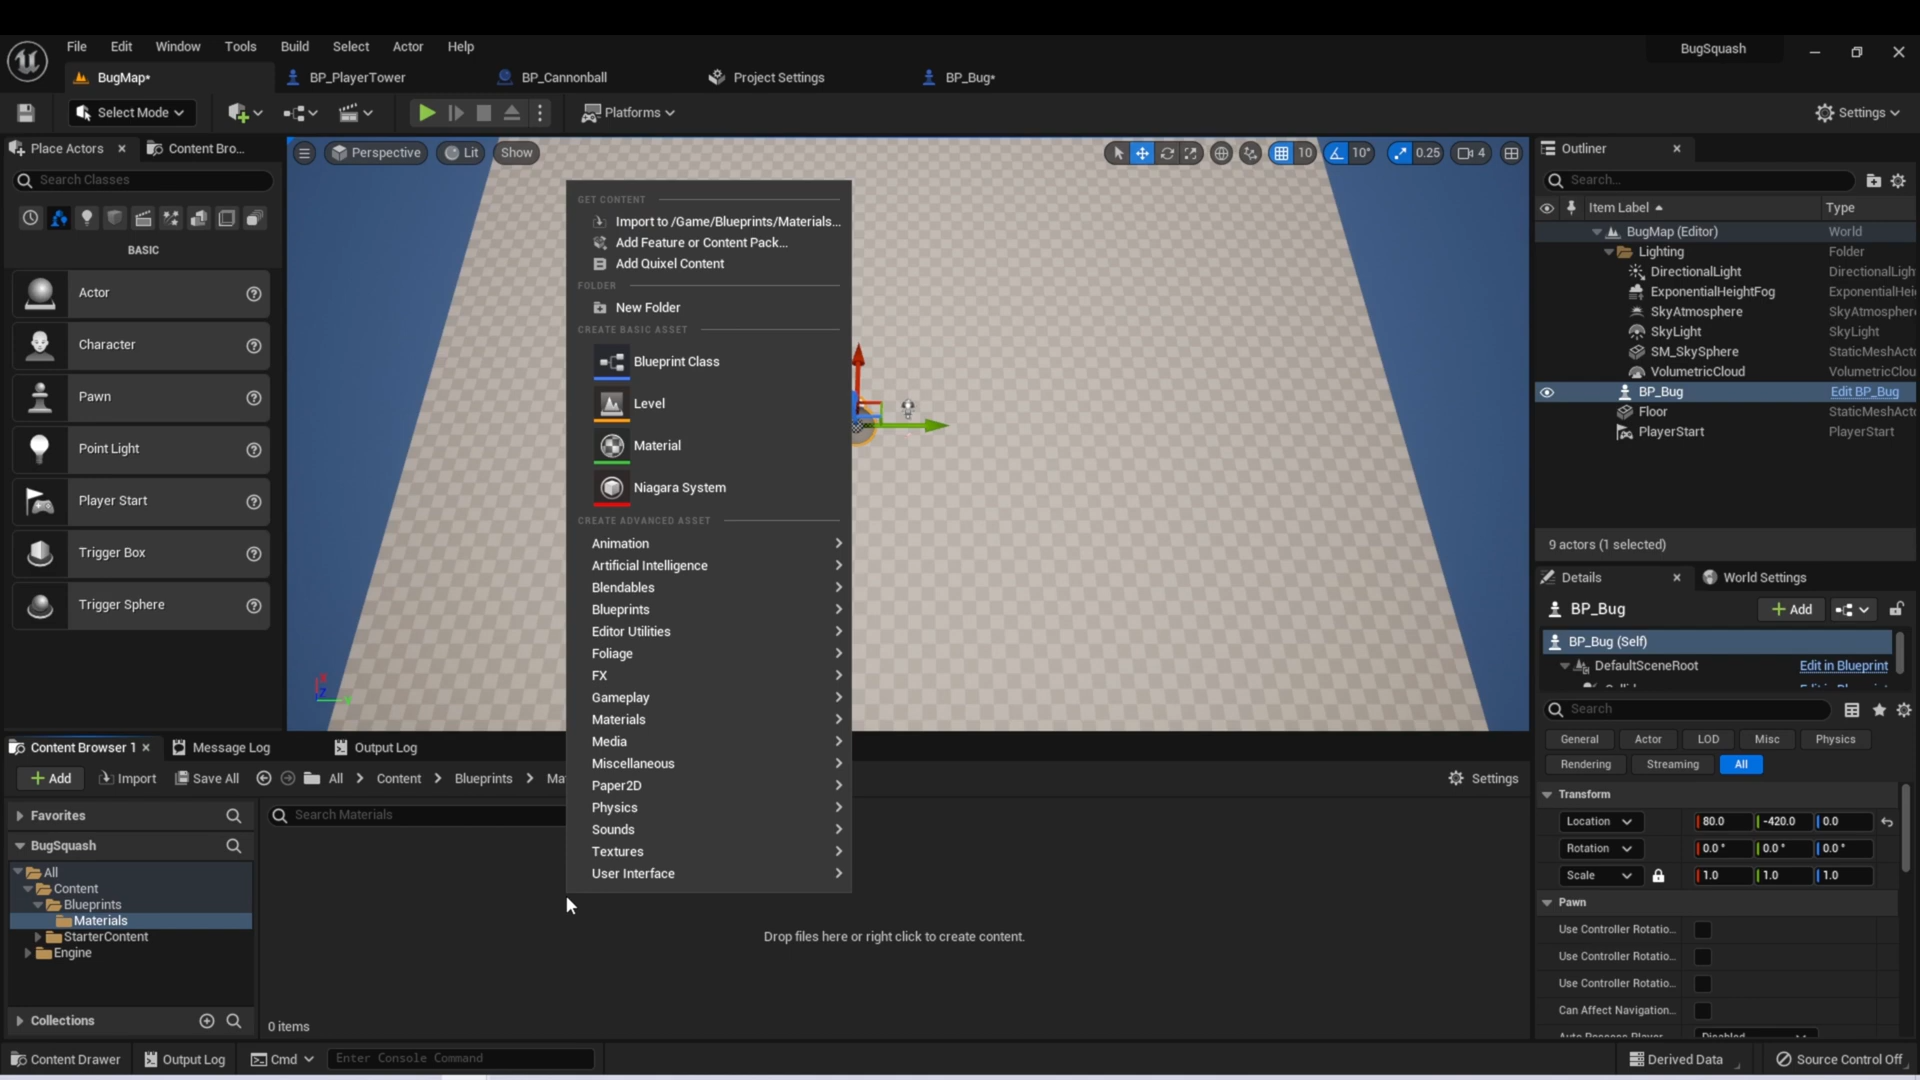 File Edit Window Tools Build Select Actor Help
BugSquash
BugMap* BP_PlayerTower BP_Cannonball Project Settings BP_Bug*
Select Mode Platforms Settings
Place Actors Content Bro...
Search Classes
BASIC
Actor
Character
Pawn
Point Light
Player Start
Trigger Box
Trigger Sphere
Perspective Lit Show
10 10° 0.25 4
GET CONTENT
Import to /Game/Blueprints/Materials...
Add Feature or Content Pack...
Add Quixel Content
FOLDER
New Folder
CREATE BASIC ASSET
Blueprint Class
Level
Material
Niagara System
CREATE ADVANCED ASSET
Animation
Artificial Intelligence
Blendables
Blueprints
Editor Utilities
Foliage
FX
Gameplay
Materials
Media
Miscellaneous
Paper2D
Physics
Sounds
Textures
User Interface
Outliner
Search...
Item Label Type
BugMap (Editor) World
Lighting Folder
DirectionalLight DirectionalLigh
ExponentialHeightFog ExponentialHei
SkyAtmosphere SkyAtmospher
SkyLight SkyLight
SM_SkySphere StaticMeshActo
VolumetricCloud VolumetricClou
BP_Bug Edit BP_Bug
Floor StaticMeshActo
PlayerStart PlayerStart
9 actors (1 selected)
Details World Settings
BP_Bug Add
BP_Bug (Self)
DefaultSceneRoot Edit in Blueprint
Search
General Actor LOD Misc Physics
Rendering Streaming All
Transform
Location 80.0 -420.0 0.0
Rotation 0.0 ° 0.0 ° 0.0 °
Scale 1.0 1.0 1.0
Pawn
Use Controller Rotatio...
Use Controller Rotatio...
Use Controller Rotatio...
Can Affect Navigation...
Content Browser 1 Message Log Output Log
Add Import Save All All Content Blueprints Ma
Settings
Favorites
BugSquash
Search Materials
All
Content
Blueprints
Materials
StarterContent
Engine
Collections
Drop files here or right click to create content.
0 items
Content Drawer Output Log Cmd Enter Console Command
Derived Data Source Control Off